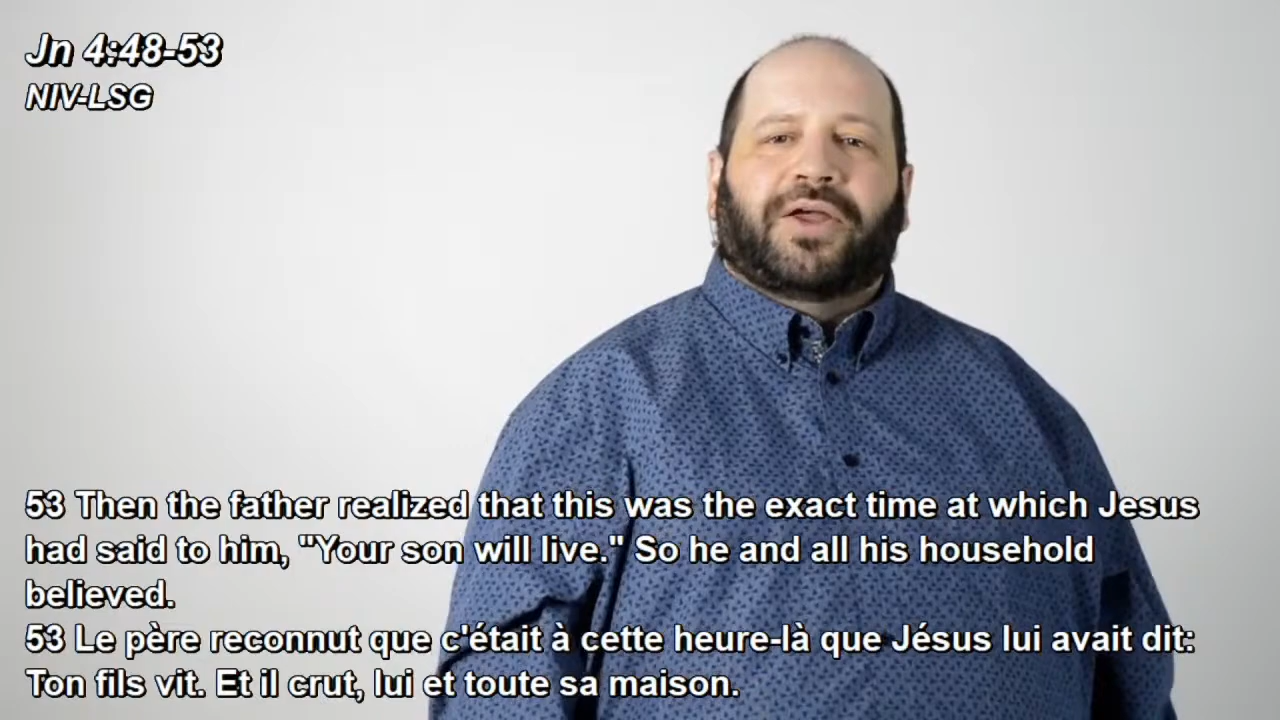 Jn 4:48-53
NIV-LSG
53 Then the father realized that this was the exact time at which Jesus
had said to him, "Your son will live." So he and all his household
believed.
53 Le père reconnut que c'était à cette heure-là que Jésus lui avait dit:
Ton fils vit. Et il crut, lui et toute sa maison.